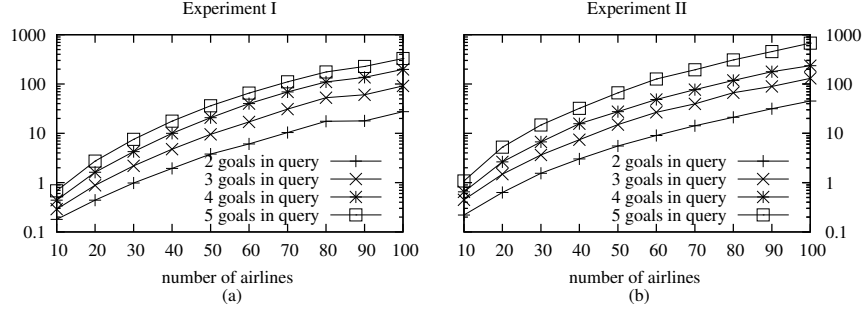 Experiment I
1000
100
10
1
0.1
2 goals in query
3 goals in query
4 goals in query
5 goals in query
10 20 30 40 50 60 70 80 90 100
number of airlines
(a)
Experiment II
1000
100
10
1
0.1
2 goals in query
3 goals in query
4 goals in query
5 goals in query
10 20 30 40 50 60 70 80 90 100
number of airlines
(b)